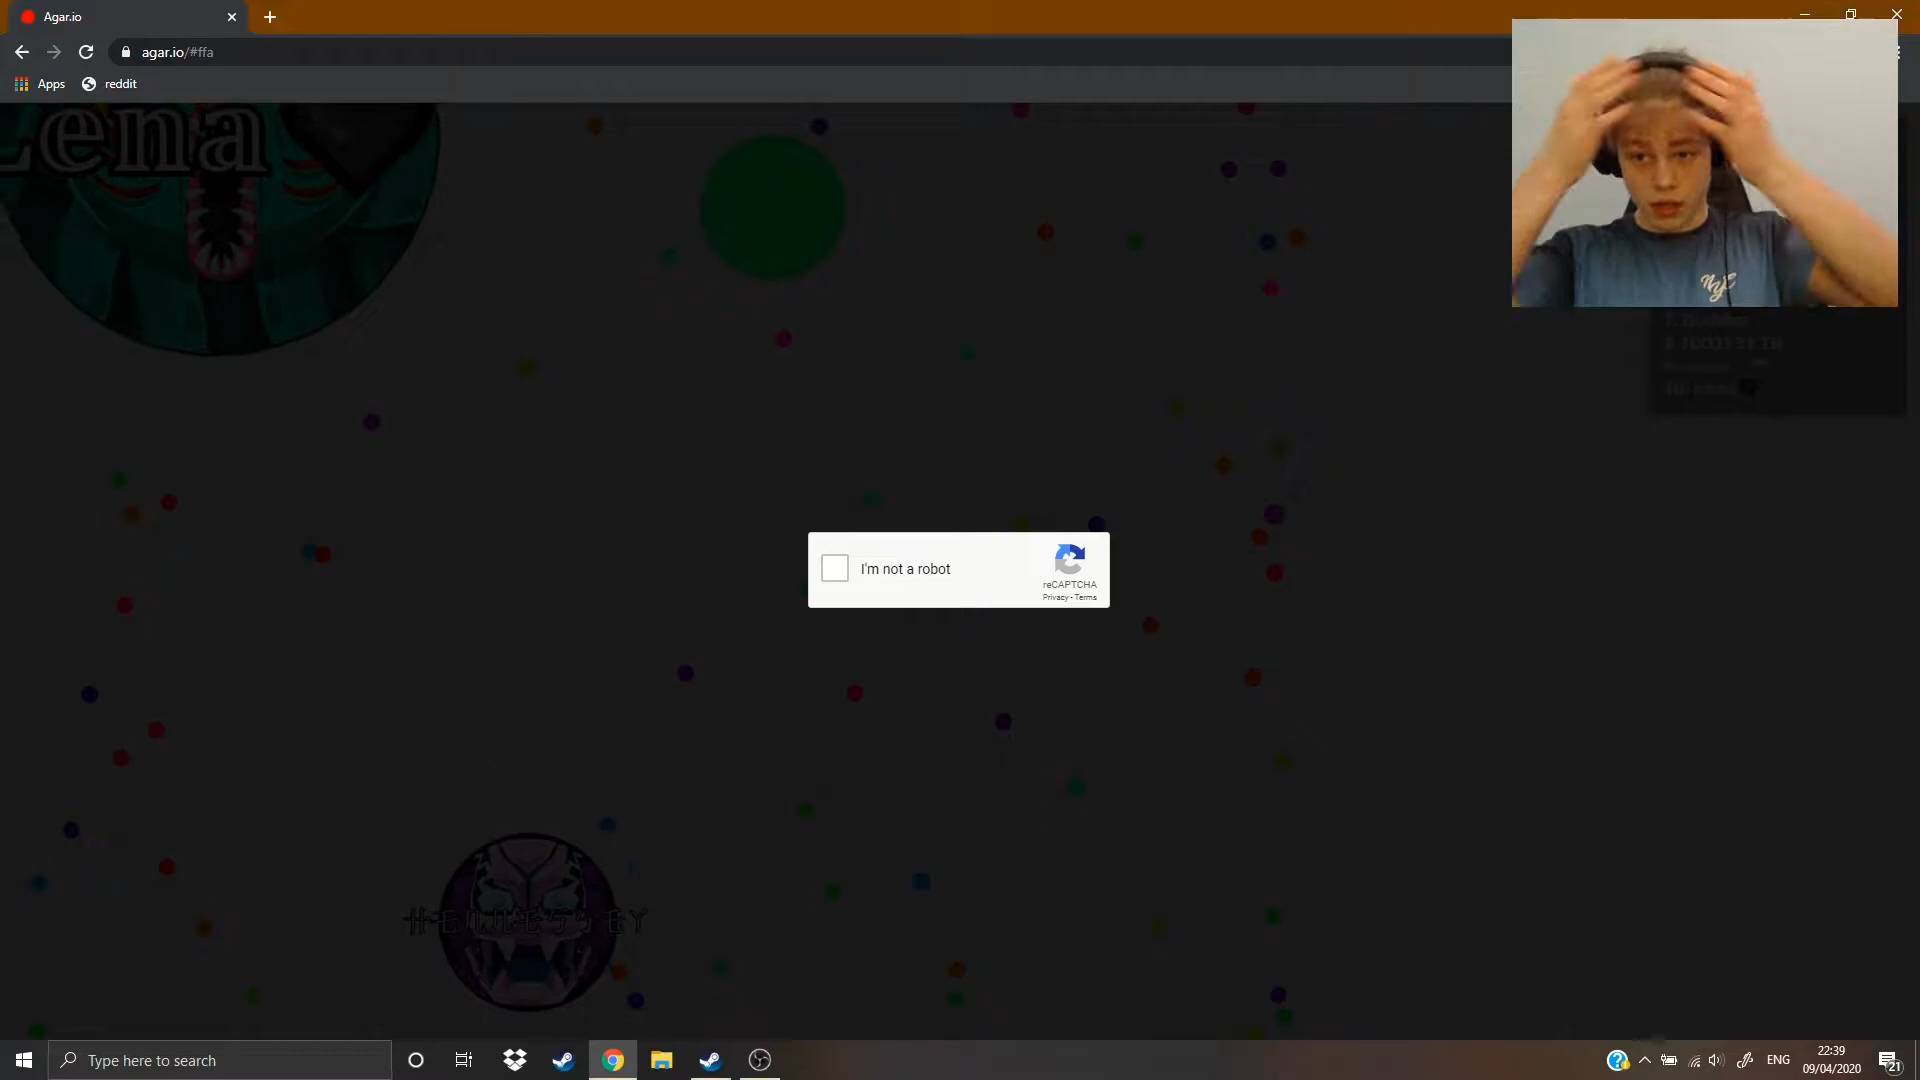 Agar.io
agar.io/#ffa
Apps
reddit
Lena
I'm not a robot
reCAPTCHA
Privacy - Terms
Type here to search
ENG
22:39
09/04/2020
21